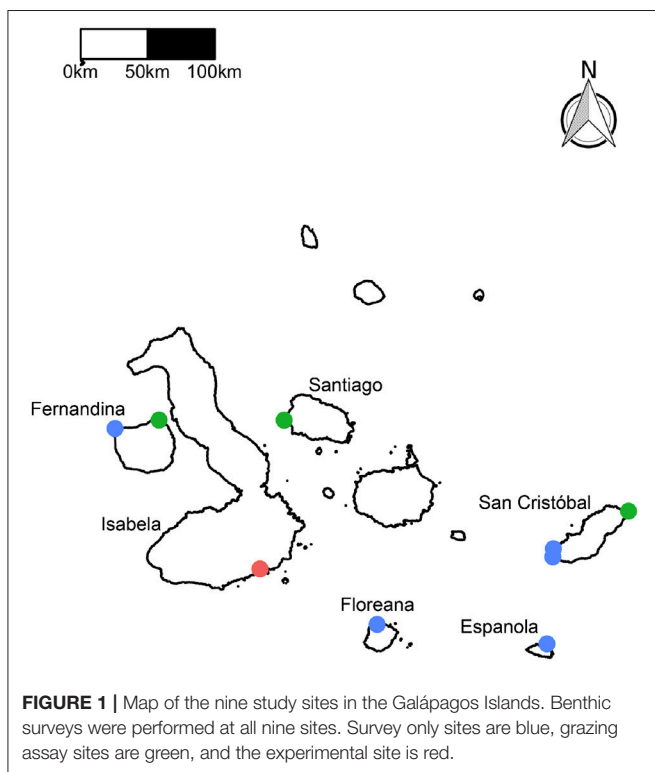 0km 50km 100km
N
Santiago
Fernandina
San Cristóbal
Isabela
Floreana
Espanola
FIGURE 1 | Map of the nine study sites in the Galápagos Islands. Benthic
surveys were performed at all nine sites. Survey only sites are blue, grazing
assay sites are green, and the experimental site is red.